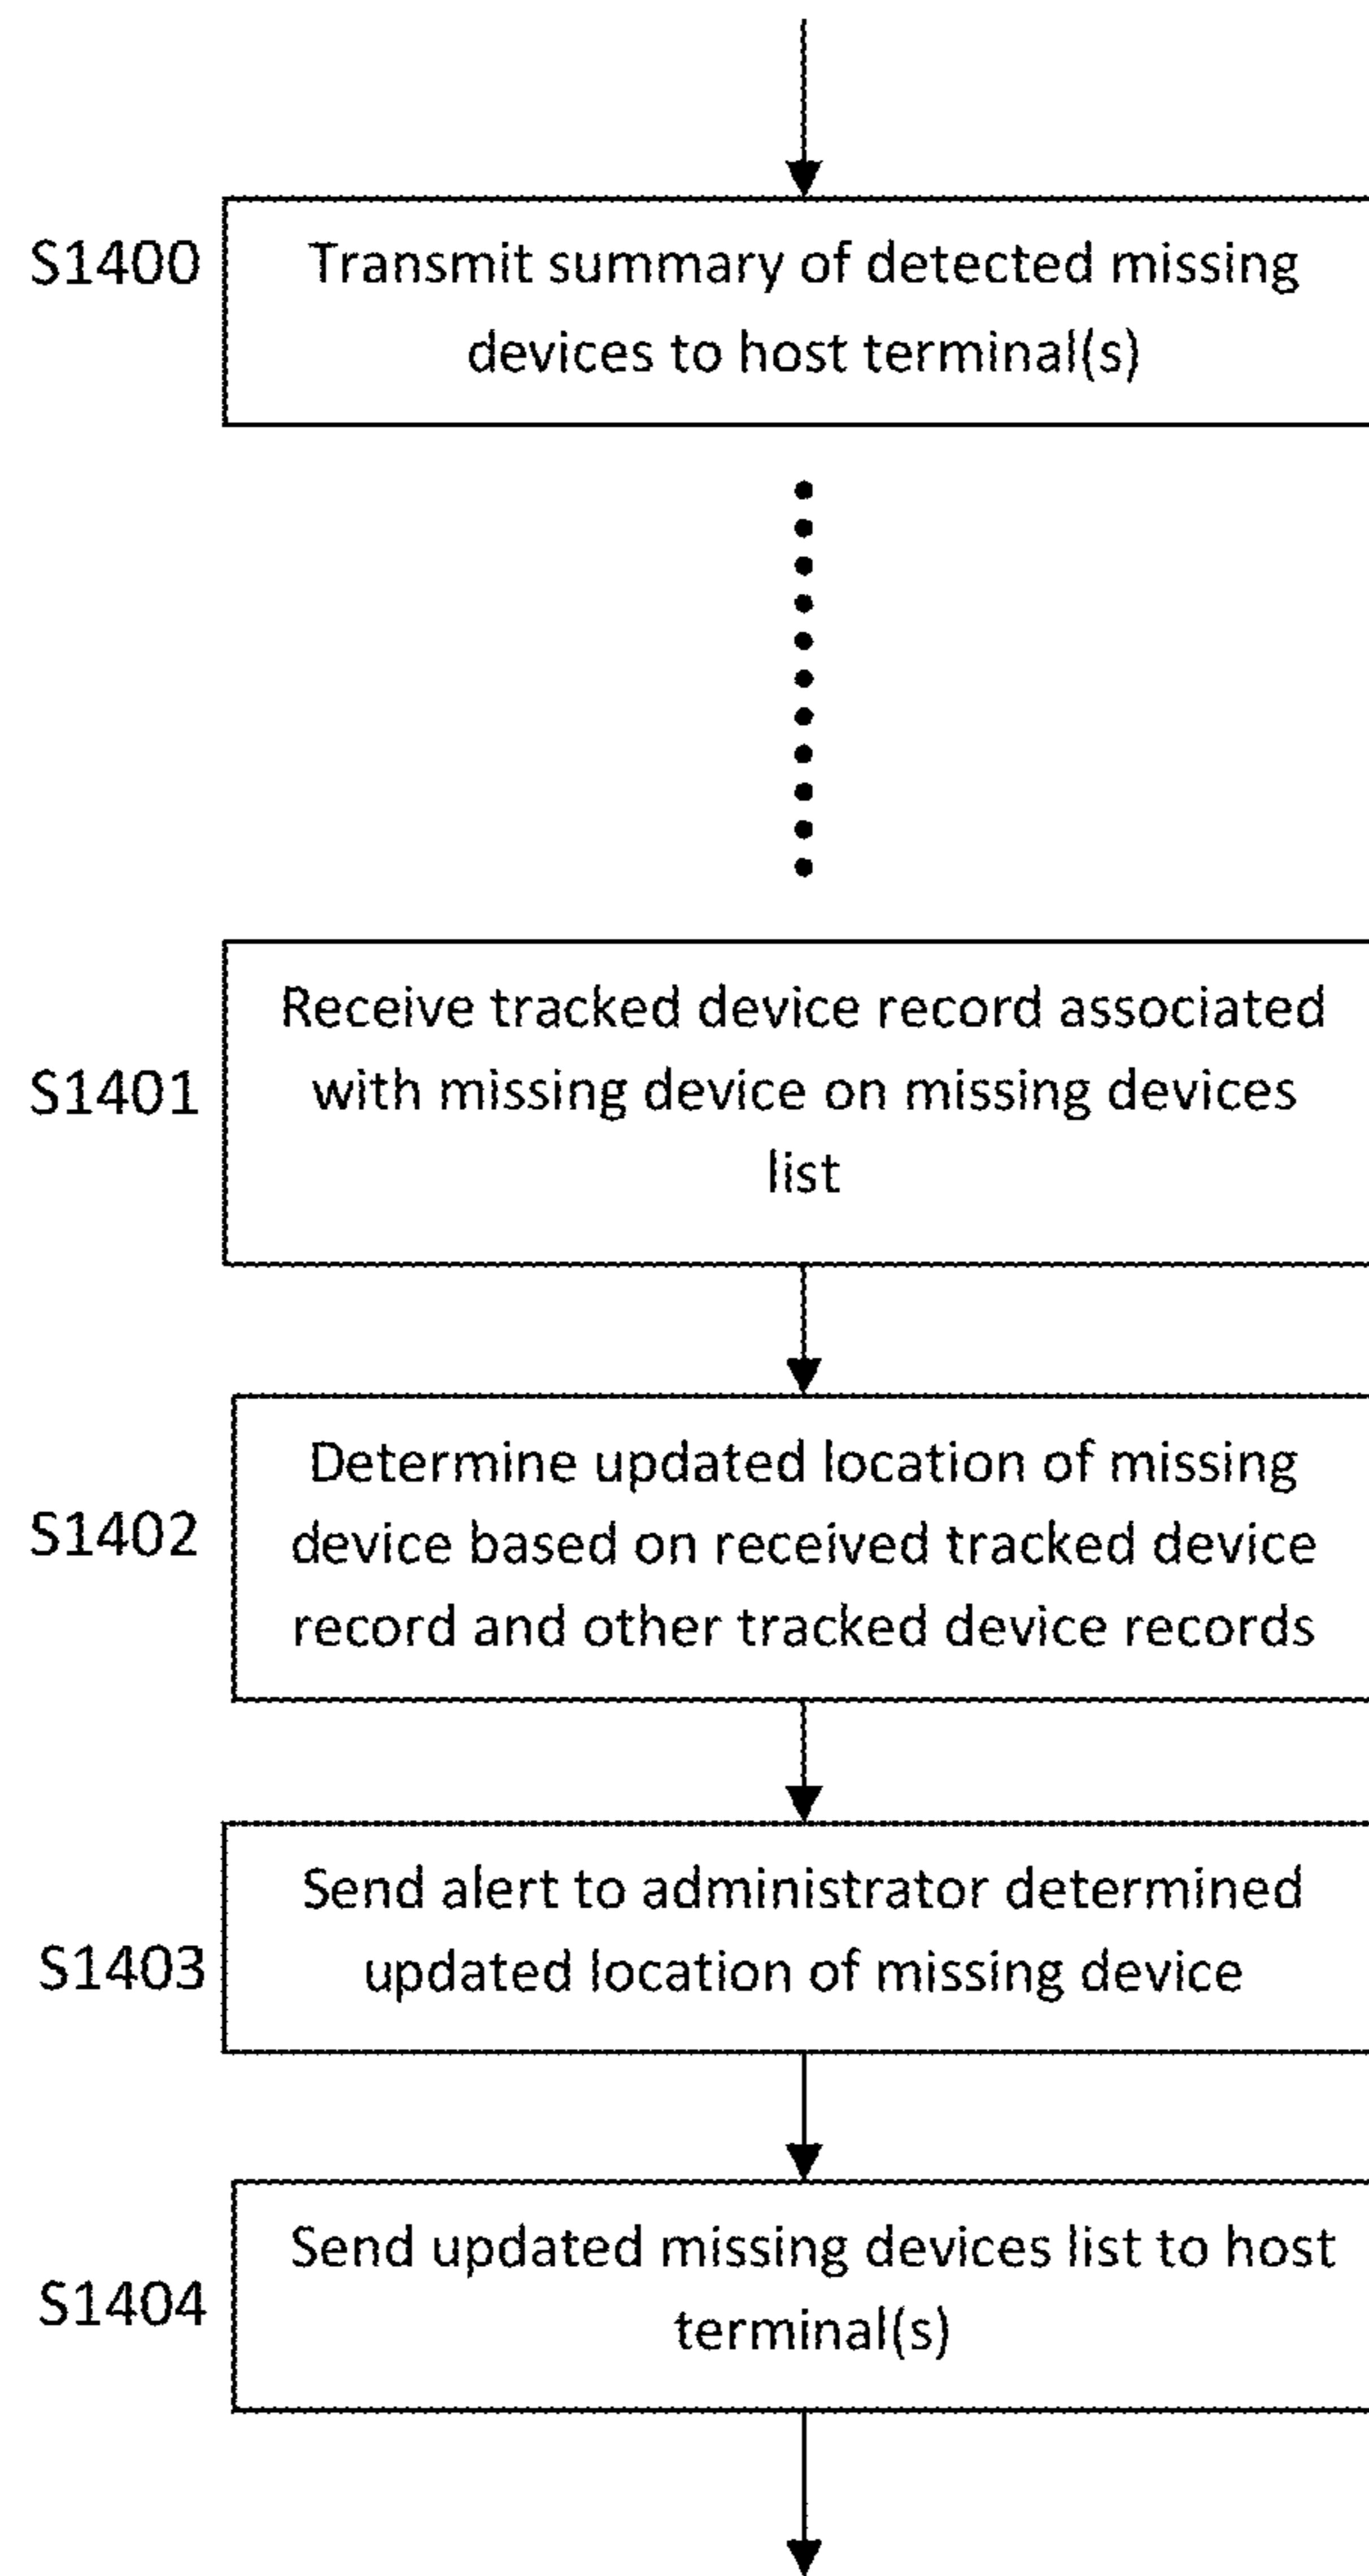 S1400
Transmit summary of detected missing
devices to host terminal(s)
S1401
Receive tracked device record associated
with missing device on missing devices
list
S1402
Determine updated location of missing
device based on received tracked device
record and other tracked device records
S1403
Send alert to administrator determined
updated location of missing device
S1404
Send updated missing devices list to host
terminal(s)